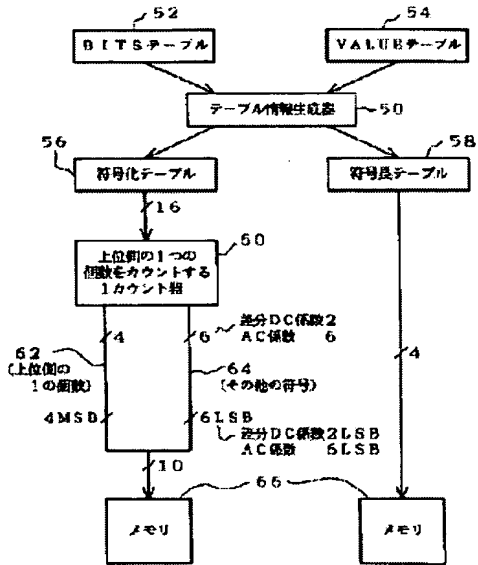 52
54
BITSテーブル
VALUEテーブル
テーブル情報生成器
50
56
58
符号化テーブル
符号長テーブル
16
60
上位側の1つの
個数をカウントする
1カウント器
4
6
差分DC係数2
AC係数 6
4
62
(上位側の
1の個数)
64
(その他の符号)
4MSB
6LSB
差分DC係数2LSB
AC係数 6LSB
10
66
メモリ
メモリ